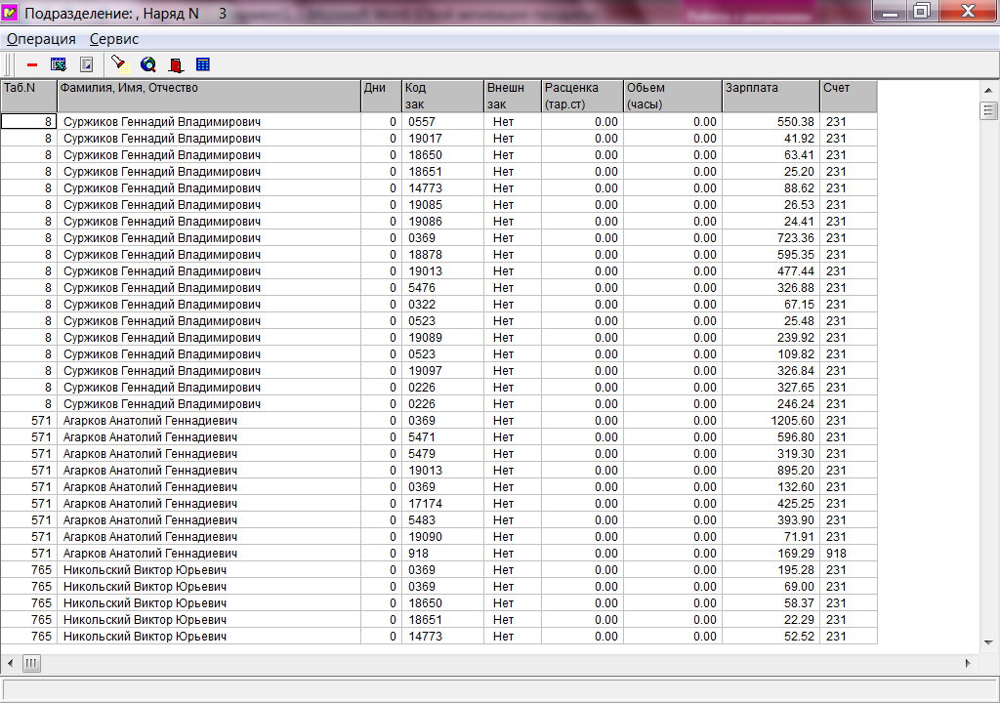 Подразделение: , Наряд N 3
Операция Сервис
Таб.N Фамилия, Имя, Отчество Дни Код зак Внешн зак Расценка (тар.ст) Обьем (часы) Зарплата Счет
8 Суржиков Геннадий Владимирович 0 0557 Нет 0.00 0.00 550.38 231
8 Суржиков Геннадий Владимирович 0 19017 Нет 0.00 0.00 41.92 231
8 Суржиков Геннадий Владимирович 0 18650 Нет 0.00 0.00 63.41 231
8 Суржиков Геннадий Владимирович 0 18651 Нет 0.00 0.00 25.20 231
8 Суржиков Геннадий Владимирович 0 14773 Нет 0.00 0.00 88.62 231
8 Суржиков Геннадий Владимирович 0 19085 Нет 0.00 0.00 26.53 231
8 Суржиков Геннадий Владимирович 0 19086 Нет 0.00 0.00 24.41 231
8 Суржиков Геннадий Владимирович 0 0369 Нет 0.00 0.00 723.36 231
8 Суржиков Геннадий Владимирович 0 18878 Нет 0.00 0.00 595.35 231
8 Суржиков Геннадий Владимирович 0 19013 Нет 0.00 0.00 477.44 231
8 Суржиков Геннадий Владимирович 0 5476 Нет 0.00 0.00 326.88 231
8 Суржиков Геннадий Владимирович 0 0322 Нет 0.00 0.00 67.15 231
8 Суржиков Геннадий Владимирович 0 0523 Нет 0.00 0.00 25.48 231
8 Суржиков Геннадий Владимирович 0 19089 Нет 0.00 0.00 239.92 231
8 Суржиков Геннадий Владимирович 0 0523 Нет 0.00 0.00 109.82 231
8 Суржиков Геннадий Владимирович 0 19097 Нет 0.00 0.00 326.84 231
8 Суржиков Геннадий Владимирович 0 0226 Нет 0.00 0.00 327.65 231
8 Суржиков Геннадий Владимирович 0 0226 Нет 0.00 0.00 246.24 231
571 Агарков Анатолий Геннадиевич 0 0369 Нет 0.00 0.00 1205.60 231
571 Агарков Анатолий Геннадиевич 0 5471 Нет 0.00 0.00 596.80 231
571 Агарков Анатолий Геннадиевич 0 5479 Нет 0.00 0.00 319.30 231
571 Агарков Анатолий Геннадиевич 0 19013 Нет 0.00 0.00 895.20 231
571 Агарков Анатолий Геннадиевич 0 0369 Нет 0.00 0.00 132.60 231
571 Агарков Анатолий Геннадиевич 0 17174 Нет 0.00 0.00 425.25 231
571 Агарков Анатолий Геннадиевич 0 5483 Нет 0.00 0.00 393.90 231
571 Агарков Анатолий Геннадиевич 0 19090 Нет 0.00 0.00 71.91 231
571 Агарков Анатолий Геннадиевич 0 918 Нет 0.00 0.00 169.29 918
765 Никольский Виктор Юрьевич 0 0369 Нет 0.00 0.00 195.28 231
765 Никольский Виктор Юрьевич 0 0369 Нет 0.00 0.00 69.00 231
765 Никольский Виктор Юрьевич 0 18650 Нет 0.00 0.00 58.37 231
765 Никольский Виктор Юрьевич 0 18651 Нет 0.00 0.00 22.29 231
765 Никольский Виктор Юрьевич 0 14773 Нет 0.00 0.00 52.52 231